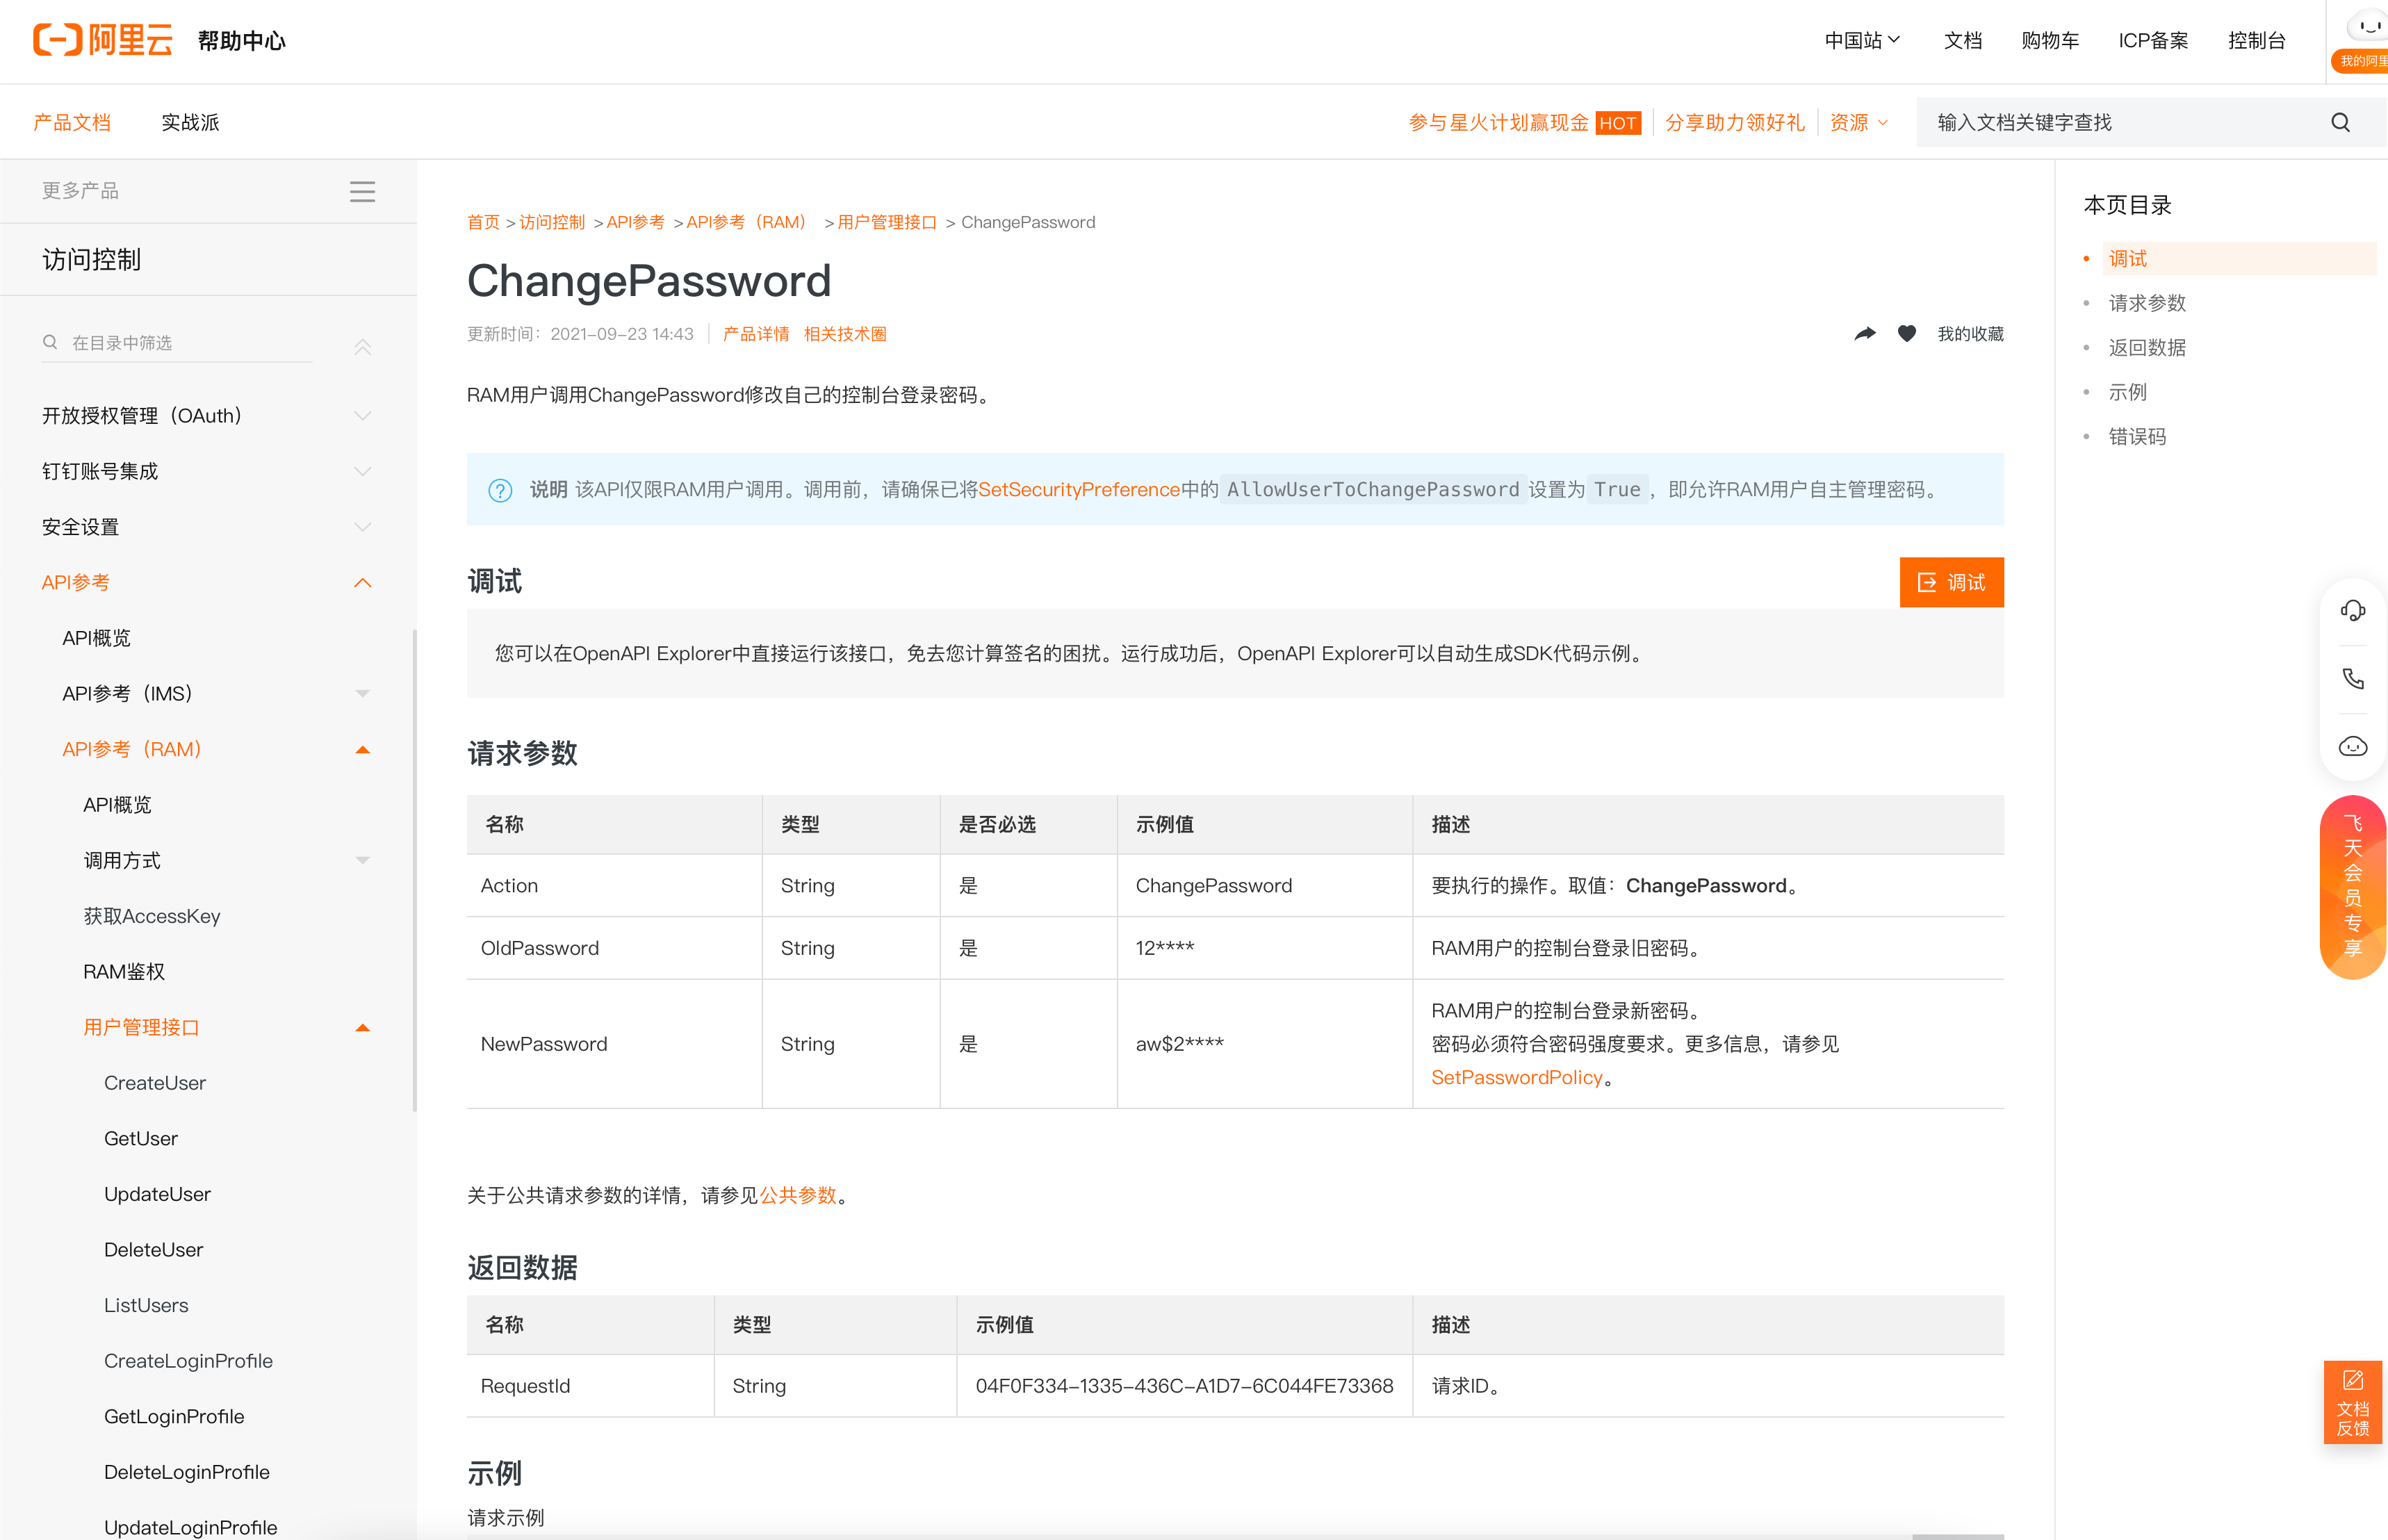 阿里云 帮助中心
中国站 文档 购物车 ICP备案 控制台
我的阿里
产品文档 实战派
参与星火计划赢现金 HOT 分享助力领好礼 资源 输入文档关键字查找
更多产品
访问控制
在目录中筛选
开放授权管理（OAuth）
钉钉账号集成
安全设置
API参考
API概览
API参考（IMS）
API参考（RAM）
API概览
调用方式
获取AccessKey
RAM鉴权
用户管理接口
CreateUser
GetUser
UpdateUser
DeleteUser
ListUsers
CreateLoginProfile
GetLoginProfile
DeleteLoginProfile
UpdateLoginProfile
首页 > 访问控制 > API参考 > API参考（RAM） > 用户管理接口 > ChangePassword
ChangePassword
更新时间：2021-09-23 14:43 产品详情 相关技术圈
我的收藏
RAM用户调用ChangePassword修改自己的控制台登录密码。
说明 该API仅限RAM用户调用。调用前，请确保已将SetSecurityPreference中的 AllowUserToChangePassword 设置为 True ，即允许RAM用户自主管理密码。
调试
调试
您可以在OpenAPI Explorer中直接运行该接口，免去您计算签名的困扰。运行成功后，OpenAPI Explorer可以自动生成SDK代码示例。
请求参数
名称 类型 是否必选 示例值 描述
Action String 是 ChangePassword 要执行的操作。取值：ChangePassword。
OldPassword String 是 12**** RAM用户的控制台登录旧密码。
NewPassword String 是 aw$2**** RAM用户的控制台登录新密码。
密码必须符合密码强度要求。更多信息，请参见
SetPasswordPolicy。
关于公共请求参数的详情，请参见公共参数。
返回数据
名称 类型 示例值 描述
RequestId String 04F0F334-1335-436C-A1D7-6C044FE73368 请求ID。
示例
请求示例
本页目录
调试
请求参数
返回数据
示例
错误码
飞天会员专享
文档
反馈